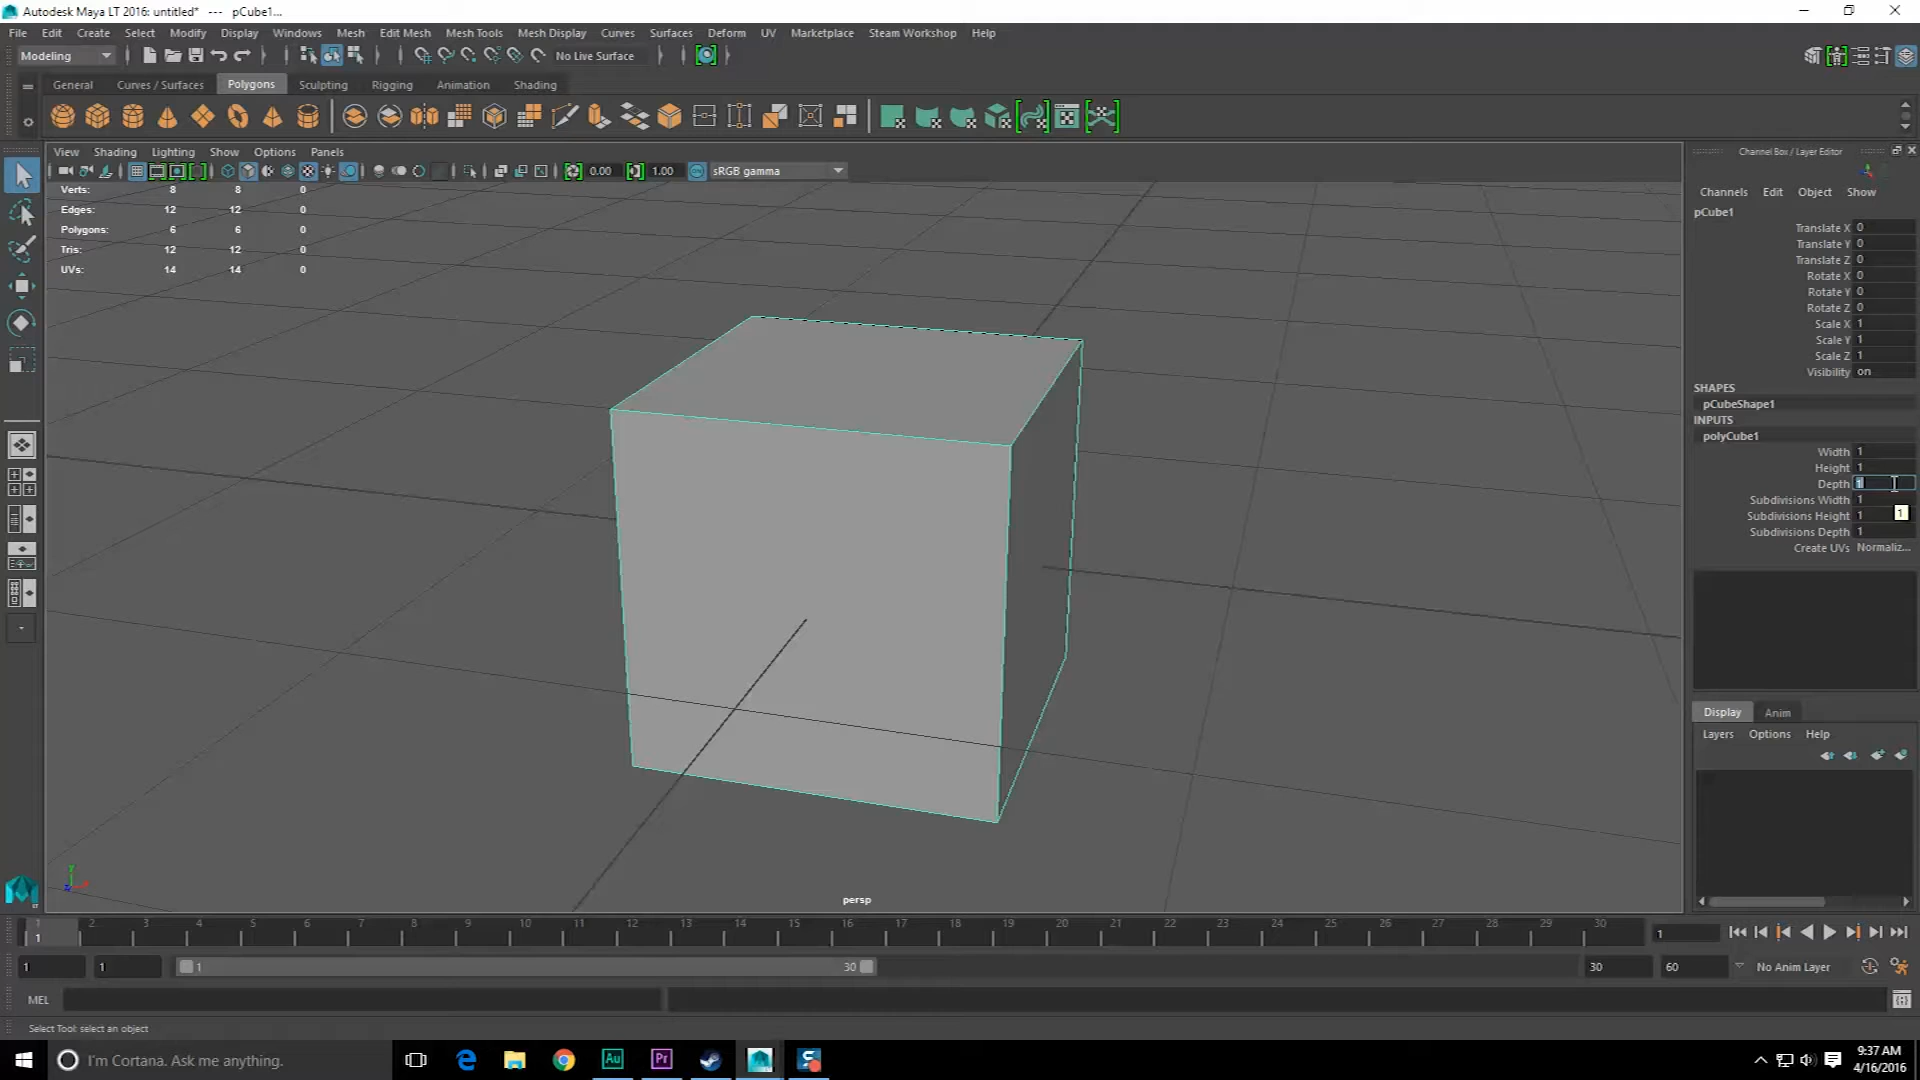 Autodesk Maya LT 2016: untitled* --- pCube1...
File Edit Create Select Modify Display Windows Mesh Edit Mesh Mesh Tools Mesh Display Curves Surfaces Deform UV Marketplace Steam Workshop Help
Modeling No Live Surface
General Curves / Surfaces Polygons Sculpting Rigging Animation Shading
View Shading Lighting Show Options Panels
0.00 1.00 sRGB gamma
Verts: 8 8 0
Edges: 12 12 0
Polygons: 6 6 0
Tris: 12 12 0
UVs: 14 14 0
persp
Channel Box / Layer Editor
Channels Edit Object Show
pCube1
Translate X 0
Translate Y 0
Translate Z 0
Rotate X 0
Rotate Y 0
Rotate Z 0
Scale X 1
Scale Y 1
Scale Z 1
Visibility on
SHAPES
pCubeShape1
INPUTS
polyCube1
Width 1
Height 1
Depth 1
Subdivisions Width 1
Subdivisions Height 1 1
Subdivisions Depth 1
Create UVs Normaliz...
Display Anim
Layers Options Help
1 2 3 4 5 6 7 8 9 10 11 12 13 14 15 16 17 18 19 20 21 22 23 24 25 26 27 28 29 30
1 1
1 1 1 30 30 60 No Anim Layer
MEL
Select Tool: select an object
I'm Cortana. Ask me anything.
Au Pr
9:37 AM
4/16/2016